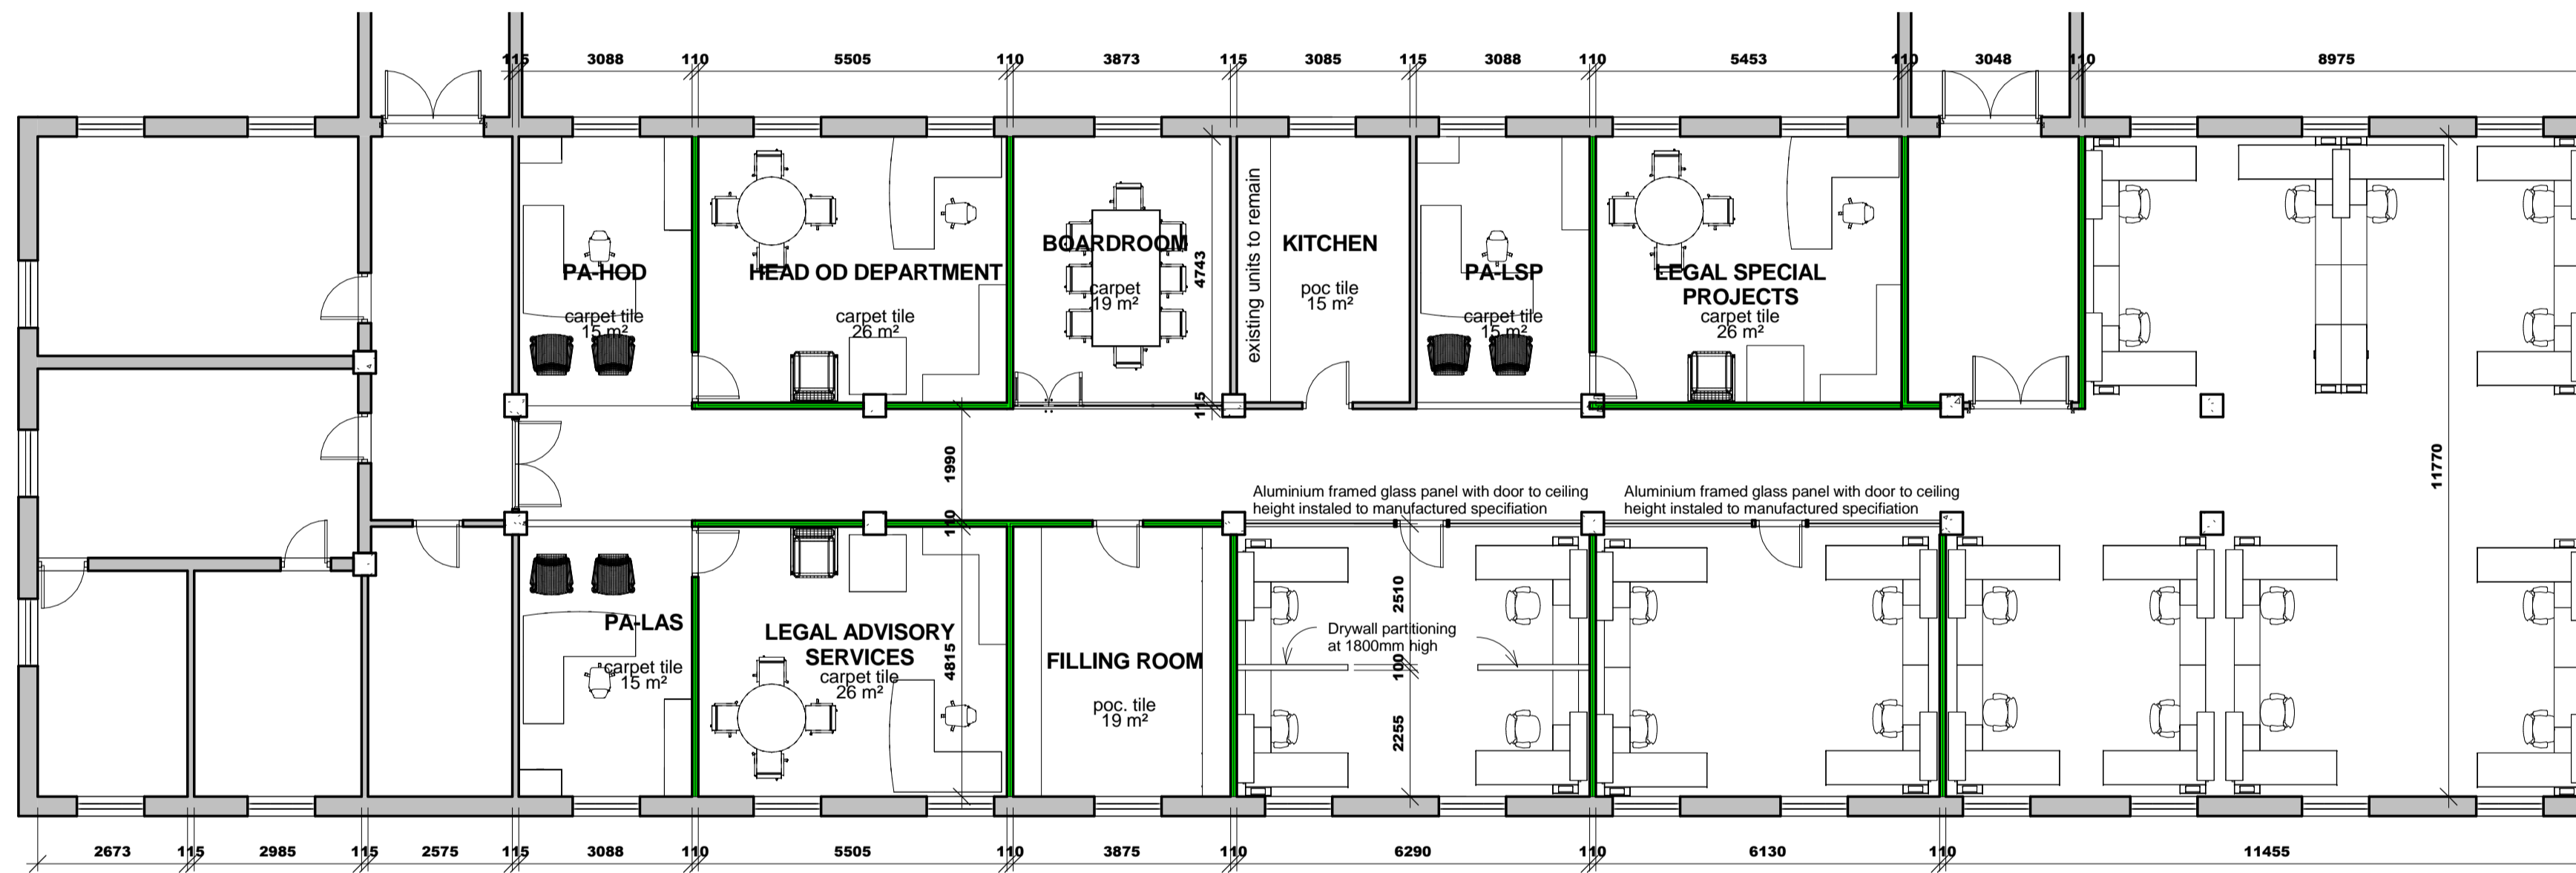 115 3088 110 5505 110 3873 115 3085 115 3088 110 5453 110 3048 110 8975
PA-HOD
carpet tile
15 m²
HEAD OD DEPARTMENT
carpet tile
26 m²
BOARDROOM
carpet
19 m²
4743
115
existing units to remain
KITCHEN
poc tile
15 m²
PA-LSP
carpet tile
15 m²
LEGAL SPECIAL
PROJECTS
carpet tile
26 m²
11770
1990
110
Aluminium framed glass panel with door to ceiling
height instaled to manufactured specifiation
Aluminium framed glass panel with door to ceiling
height instaled to manufactured specifiation
PA-LAS
carpet tile
15 m²
LEGAL ADVISORY
SERVICES
carpet tile
26 m²
4815
FILLING ROOM
poc. tile
19 m²
2510
Drywall partitioning
at 1800mm high
100
2255
2673 115 2985 115 2575 115 3088 110 5505 110 3875 110 6290 110 6130 110 11455